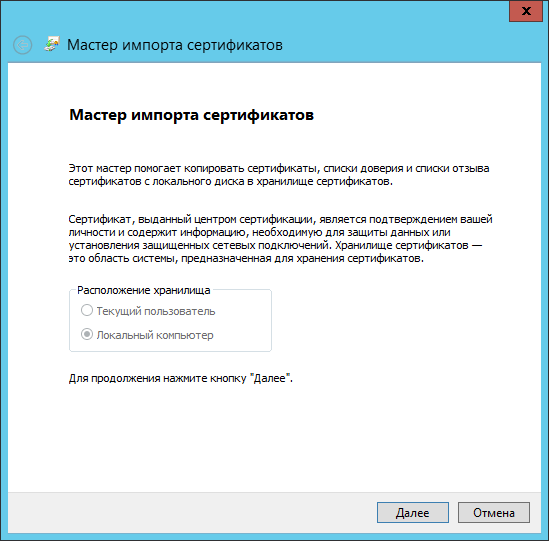 Мастер импорта сертификатов
Мастер импорта сертификатов
Этот мастер помогает копировать сертификаты, списки доверия и списки отзыва
сертификатов с локального диска в хранилище сертификатов.
Сертификат, выданный центром сертификации, является подтверждением вашей
личности и содержит информацию, необходимую для защиты данных или
установления защищенных сетевых подключений. Хранилище сертификатов —
это область системы, предназначенная для хранения сертификатов.
Расположение хранилища
Текущий пользователь
Локальный компьютер
Для продолжения нажмите кнопку "Далее".
Далее
Отмена